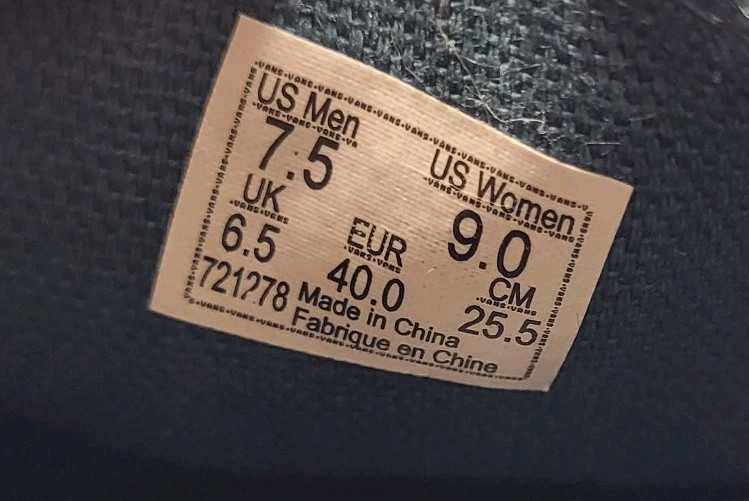 US Men
7.5
US Women
9.0
UK
6.5
EUR
40.0
CM
25.5
Made in China
Fabrique en Chine